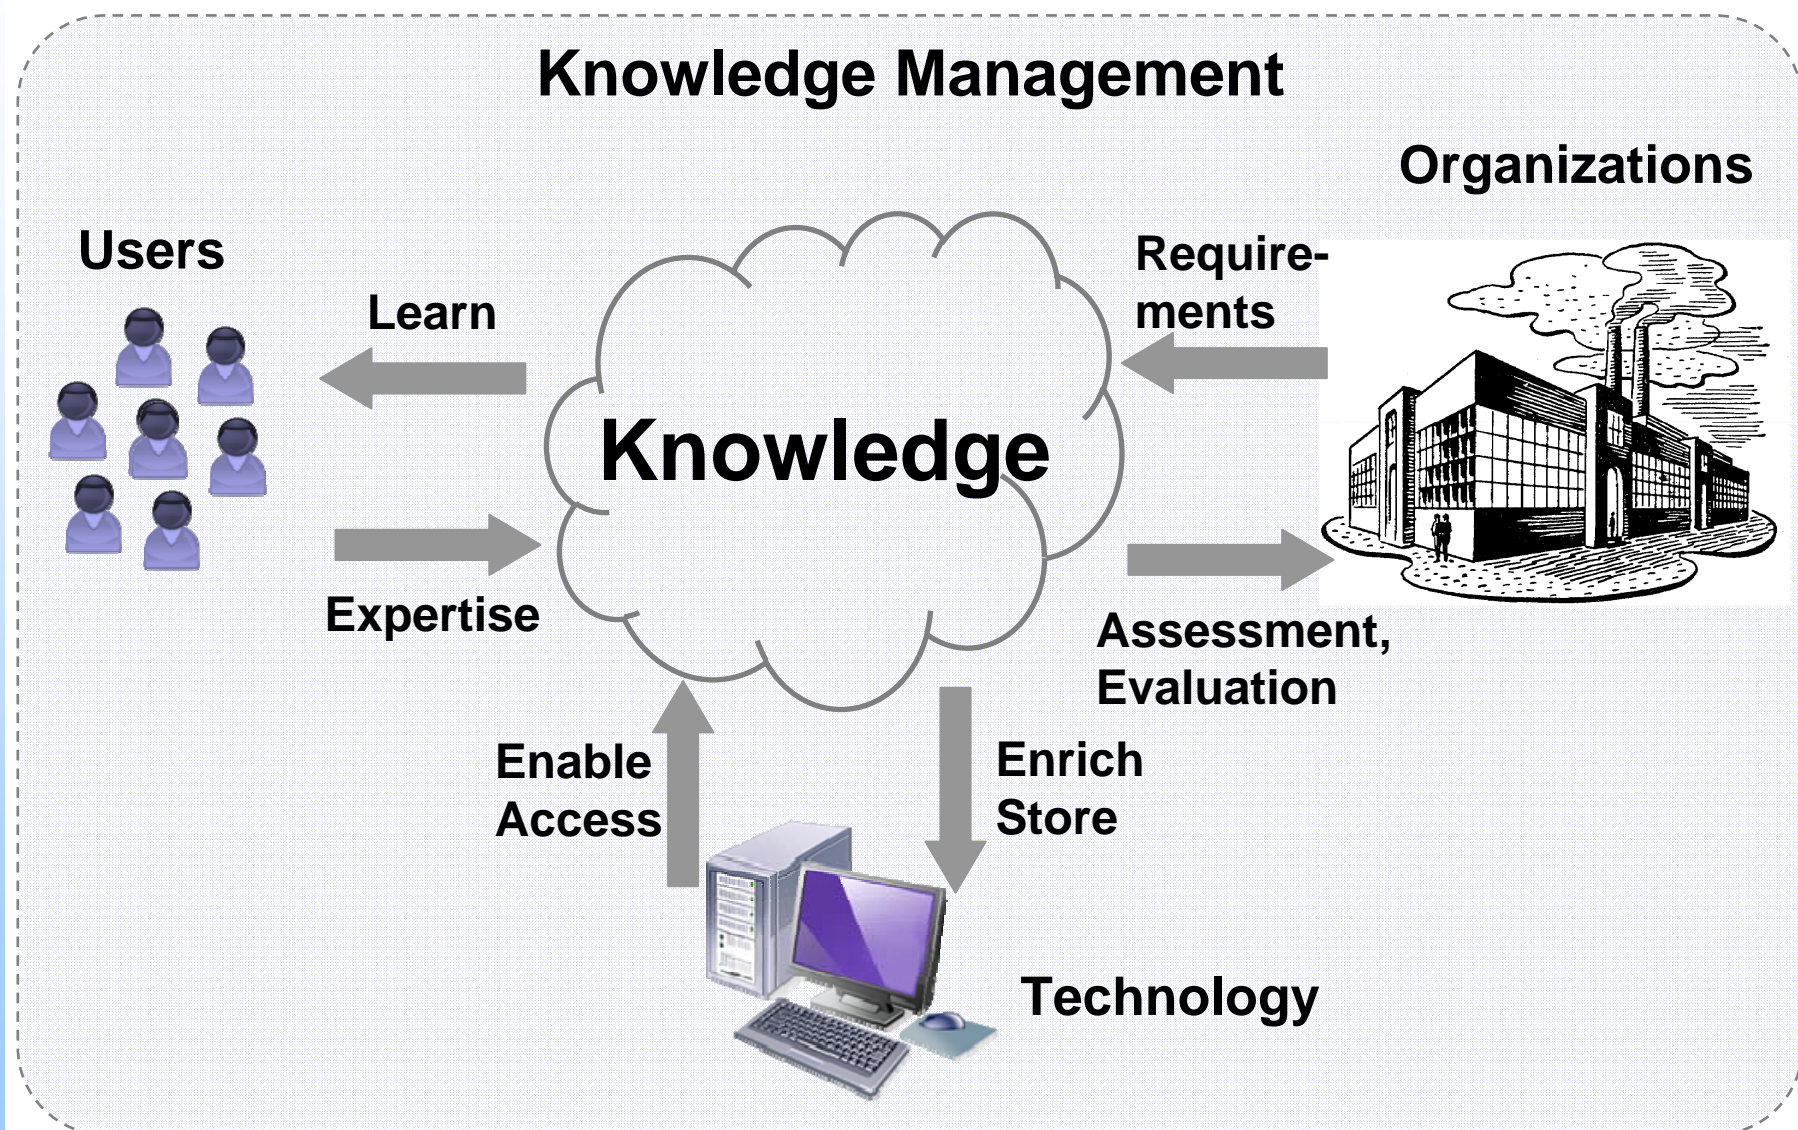 Knowledge Management
Organizations
Users
Require-
ments
Learn
Knowledge
Expertise
Assessment,
Evaluation
Enable
Access
Enrich
Store
Technology